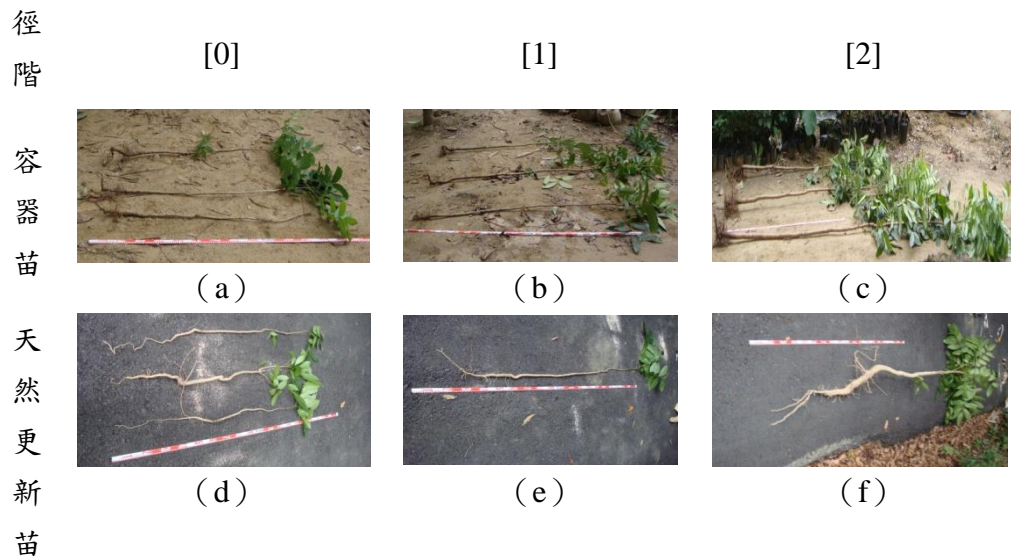 徑階 [0] [1] [2]
容器苗
（a） （b） （c）
天然更新苗
（d） （e） （f）